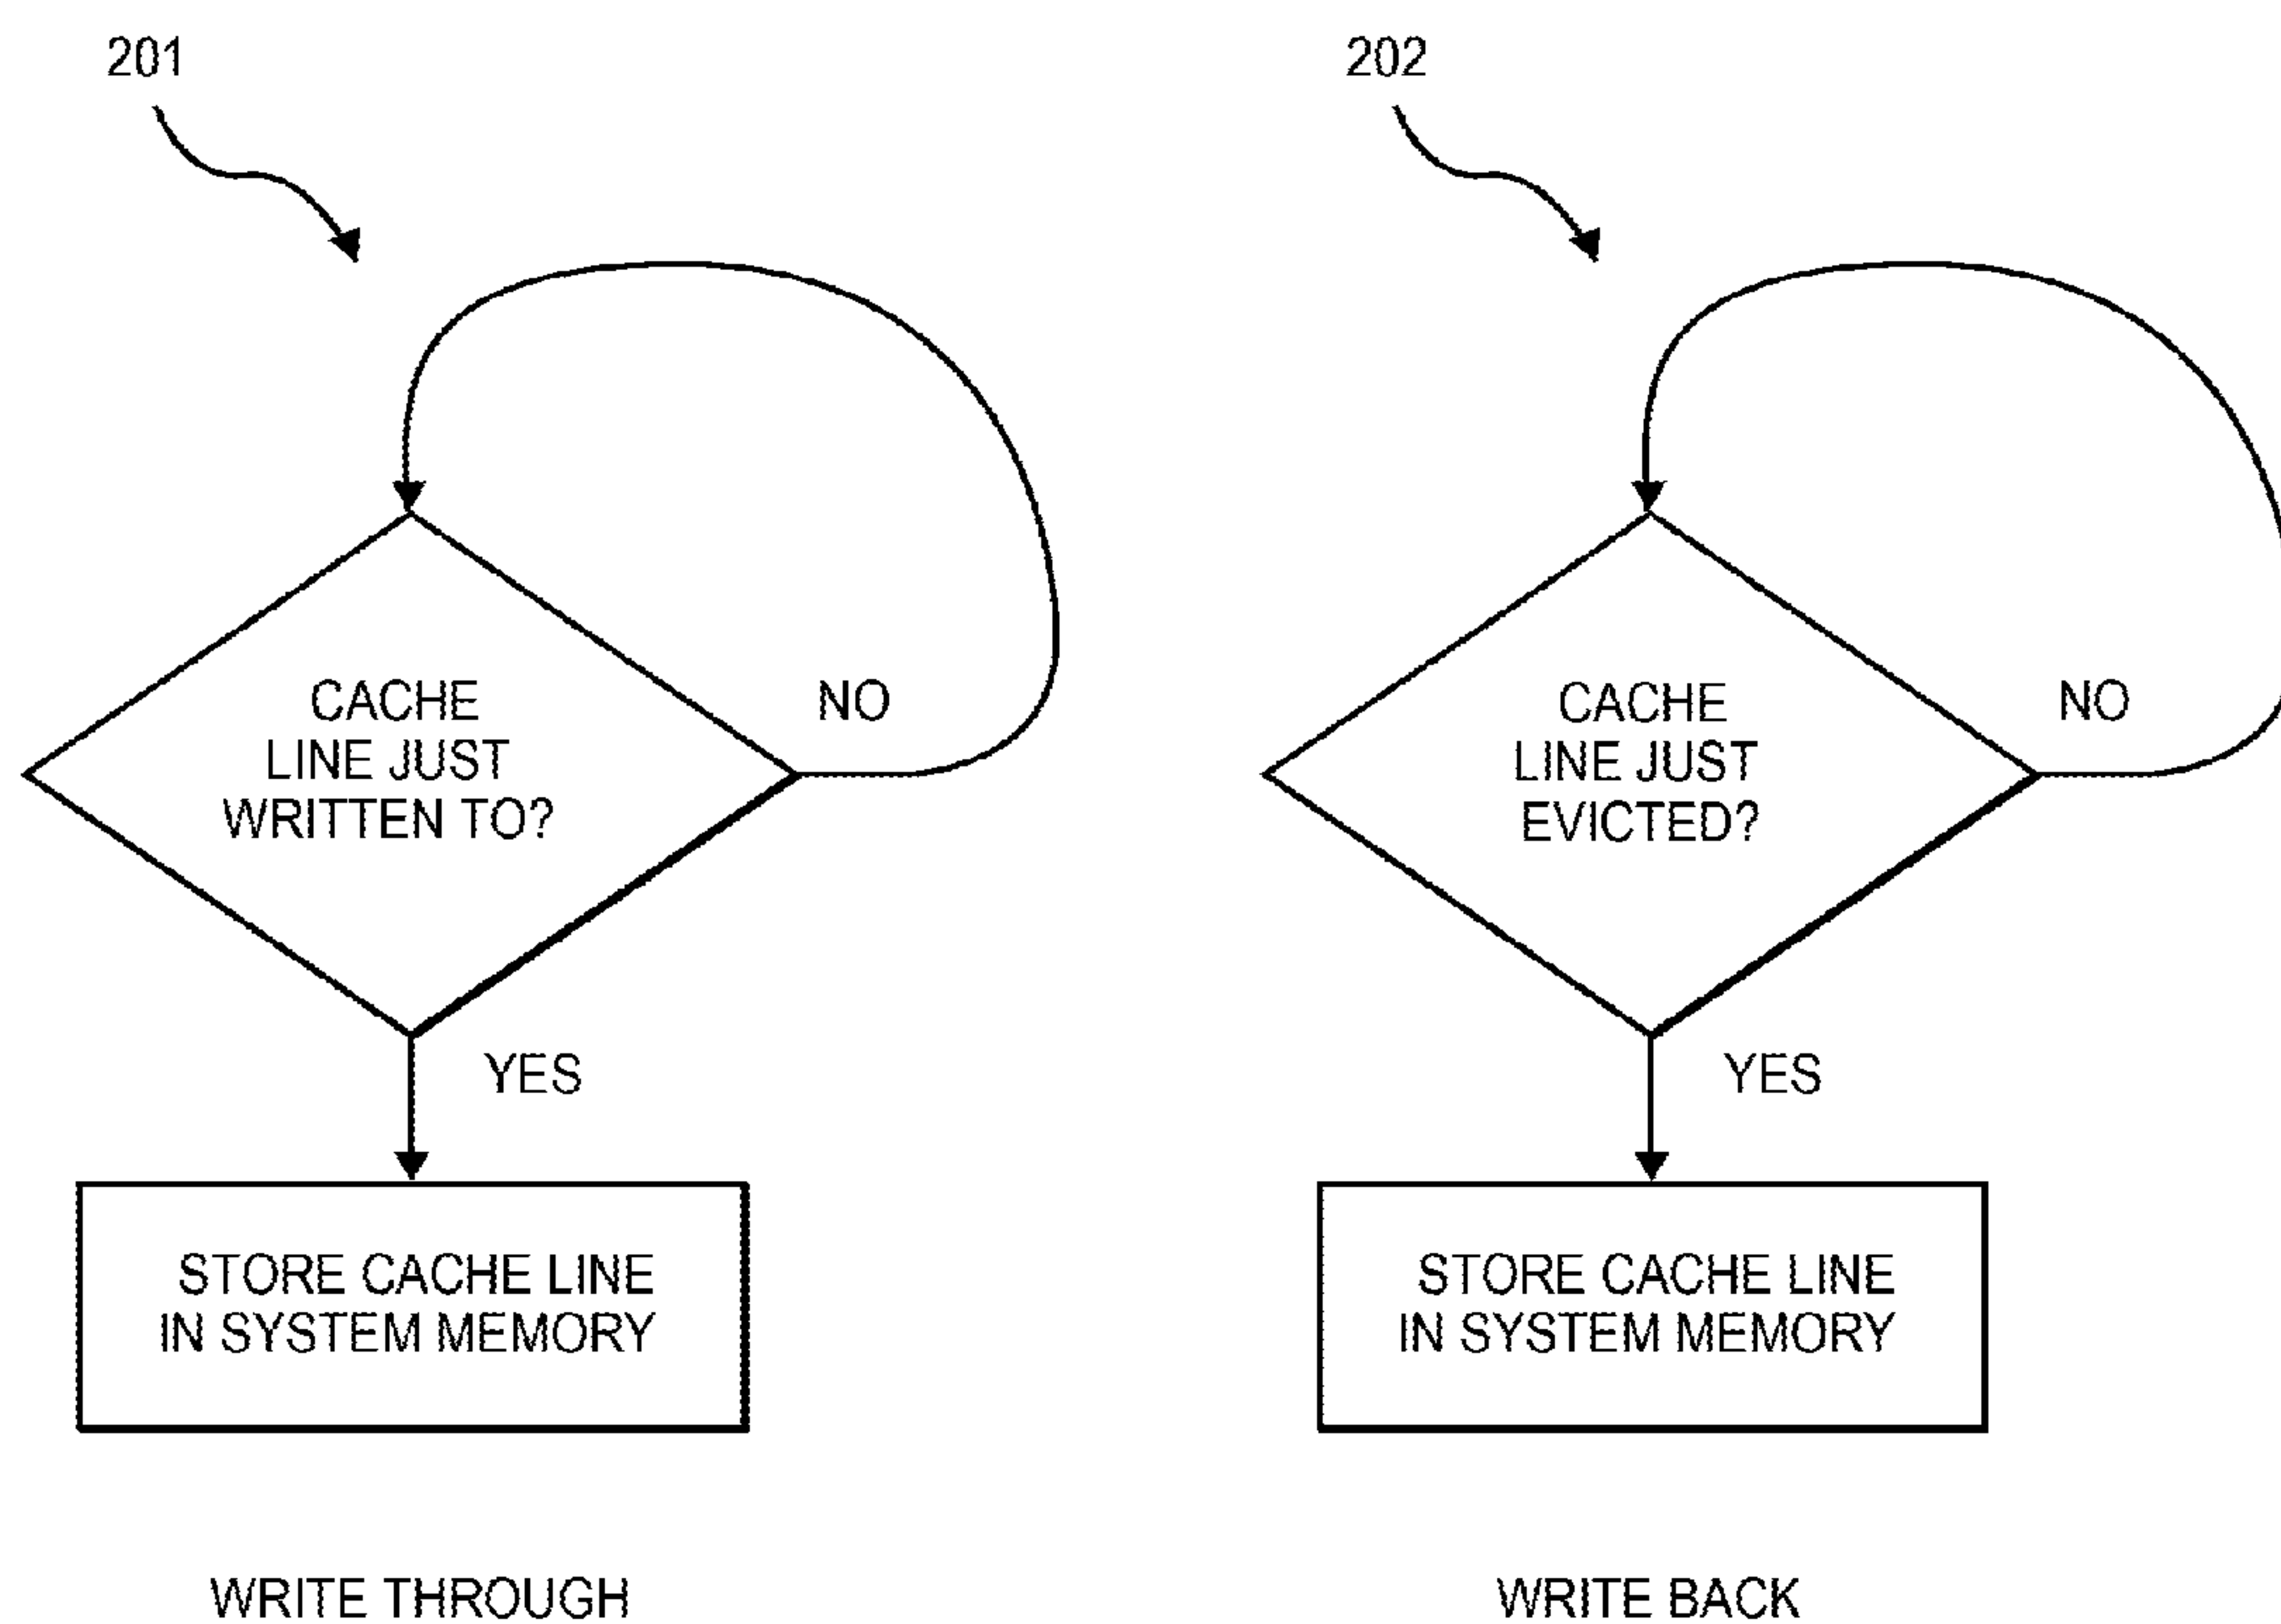 201
CACHE
LINE JUST
WRITTEN TO?
NO
YES
STORE CACHE LINE
IN SYSTEM MEMORY
WRITE THROUGH
202
CACHE
LINE JUST
EVICTED?
NO
YES
STORE CACHE LINE
IN SYSTEM MEMORY
WRITE BACK